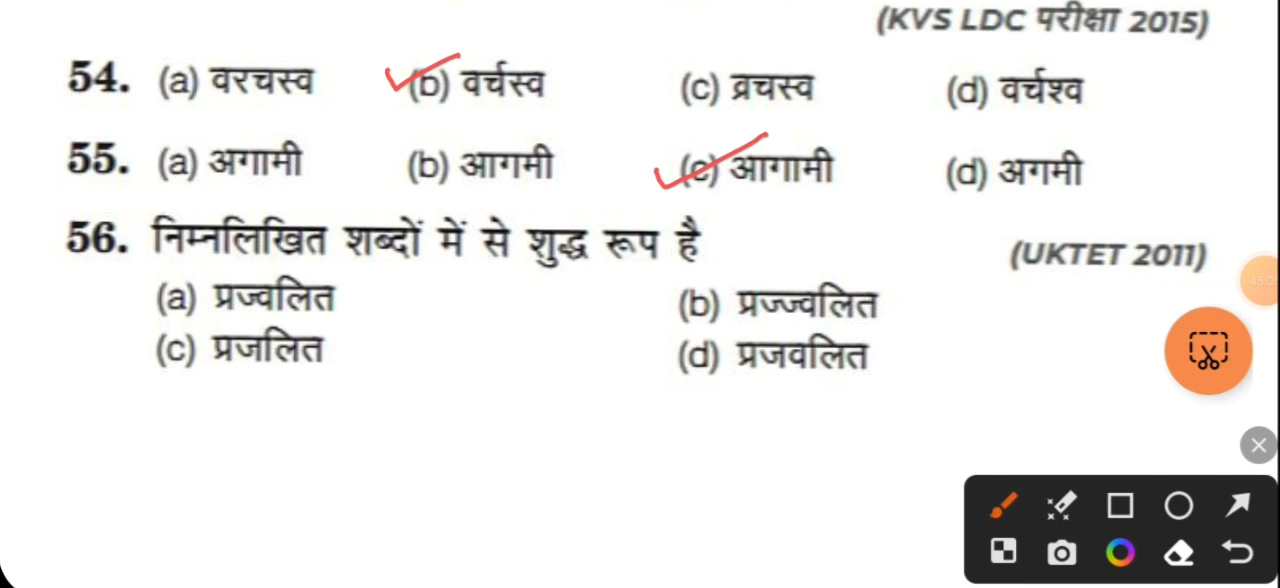 (KVS LDC परीक्षा 2015)
54. (a) वरचस्व (b) वर्चस्व (c) व्रचस्व (d) वर्चश्व
55. (a) अगामी (b) आगमी (c) आगामी (d) अगमी
56. निम्नलिखित शब्दों में से शुद्ध रूप है (UKTET 2011)
(a) प्रज्वलित (b) प्रज्ज्वलित
(c) प्रजलित (d) प्रजवलित